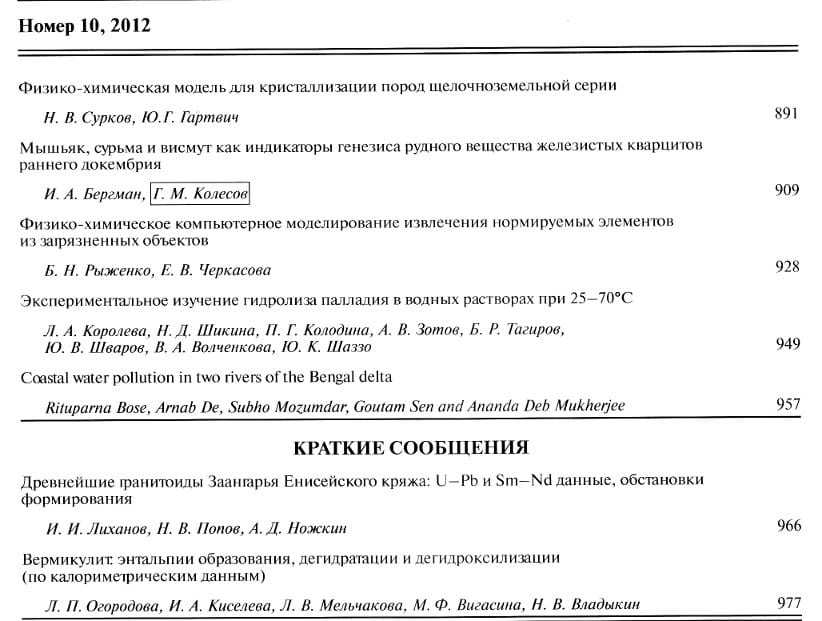 Номер 10, 2012
Физико-химическая модель для кристаллизации пород щелочноземельной серии
Н. В. Сурков, Ю.Г. Гартвич 891
Мышьяк, сурьма и висмут как индикаторы генезиса рудного вещества железистых кварцитов
раннего докембрия
И. А. Бергман, Г. М. Колесов 909
Физико-химическое компьютерное моделирование извлечения нормируемых элементов
из загрязненных объектов
Б. Н. Рыженко, Е. В. Черкасова 928
Экспериментальное изучение гидролиза палладия в водных растворах при 25–70°С
Л. А. Королева, Н. Д. Шикина, П. Г. Колодина, А. В. Зотов, Б. Р. Тагиров,
Ю. В. Шваров, В. А. Волченкова, Ю. К. Шаззо 949
Coastal water pollution in two rivers of the Bengal delta
Rituparna Bose, Arnab De, Subho Mozumdar, Goutam Sen and Ananda Deb Mukherjee 957
КРАТКИЕ СООБЩЕНИЯ
Древнейшие гранитоиды Заангарья Енисейского кряжа: U–Pb и Sm–Nd данные, обстановки
формирования
И. И. Лиханов, Н. В. Попов, А. Д. Ножкин 966
Вермикулит: энтальпии образования, дегидратации и дегидроксилизации
(по калориметрическим данным)
Л. П. Огородова, И. А. Киселева, Л. В. Мельчакова, М. Ф. Вигасина, Н. В. Владыкин 977